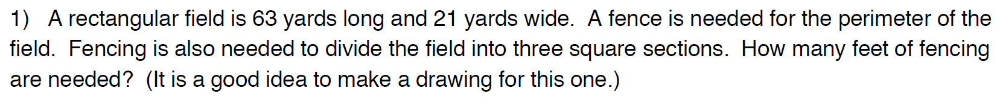 1)   A rectangular field is 63 yards long and 21 yards wide.  A fence is needed for the perimeter of the
field.  Fencing is also needed to divide the field into three square sections.  How many feet of fencing
are needed?  (It is a good idea to make a drawing for this one.)